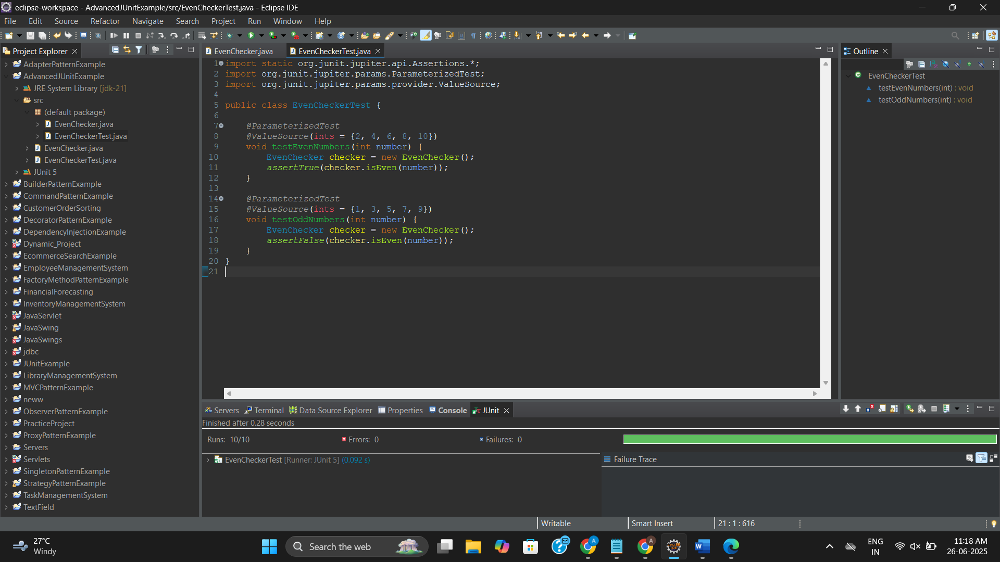 eclipse-workspace - AdvancedJUnitExample/src/EvenCheckerTest.java - Eclipse IDE
File Edit Source Refactor Navigate Search Project Run Window Help
Project Explorer
AdapterPatternExample
AdvancedJUnitExample
JRE System Library [jdk-21]
src
(default package)
EvenChecker.java
EvenCheckerTest.java
EvenChecker.java
EvenCheckerTest.java
JUnit 5
BuilderPatternExample
CommandPatternExample
CustomerOrderSorting
DecoratorPatternExample
DependencyInjectionExample
Dynamic_Project
EcommerceSearchExample
EmployeeManagementSystem
FactoryMethodPatternExample
FinancialForecasting
InventoryManagementSystem
JavaServlet
JavaSwing
JavaSwings
jdbc
JUnitExample
LibraryManagementSystem
MVCPatternExample
neww
ObserverPatternExample
PracticeProject
ProxyPatternExample
Servers
Servlets
SingletonPatternExample
StrategyPatternExample
TaskManagementSystem
TextField
EvenChecker.java EvenCheckerTest.java
1 import static org.junit.jupiter.api.Assertions.*;
2 import org.junit.jupiter.params.ParameterizedTest;
3 import org.junit.jupiter.params.provider.ValueSource;
4
5 public class EvenCheckerTest {
6
7 @ParameterizedTest
8 @ValueSource(ints = {2, 4, 6, 8, 10})
9 void testEvenNumbers(int number) {
10 EvenChecker checker = new EvenChecker();
11 assertTrue(checker.isEven(number));
12 }
13
14 @ParameterizedTest
15 @ValueSource(ints = {1, 3, 5, 7, 9})
16 void testOddNumbers(int number) {
17 EvenChecker checker = new EvenChecker();
18 assertFalse(checker.isEven(number));
19 }
20 }
21
Outline
EvenCheckerTest
testEvenNumbers(int) : void
testOddNumbers(int) : void
Servers Terminal Data Source Explorer Properties Console JUnit
Finished after 0.28 seconds
Runs: 10/10 Errors: 0 Failures: 0
EvenCheckerTest [Runner: JUnit 5] (0.092 s)
Failure Trace
Writable Smart Insert 21 : 1 : 616
27°C
Windy
Search the web
ENG
IN
11:18 AM
26-06-2025